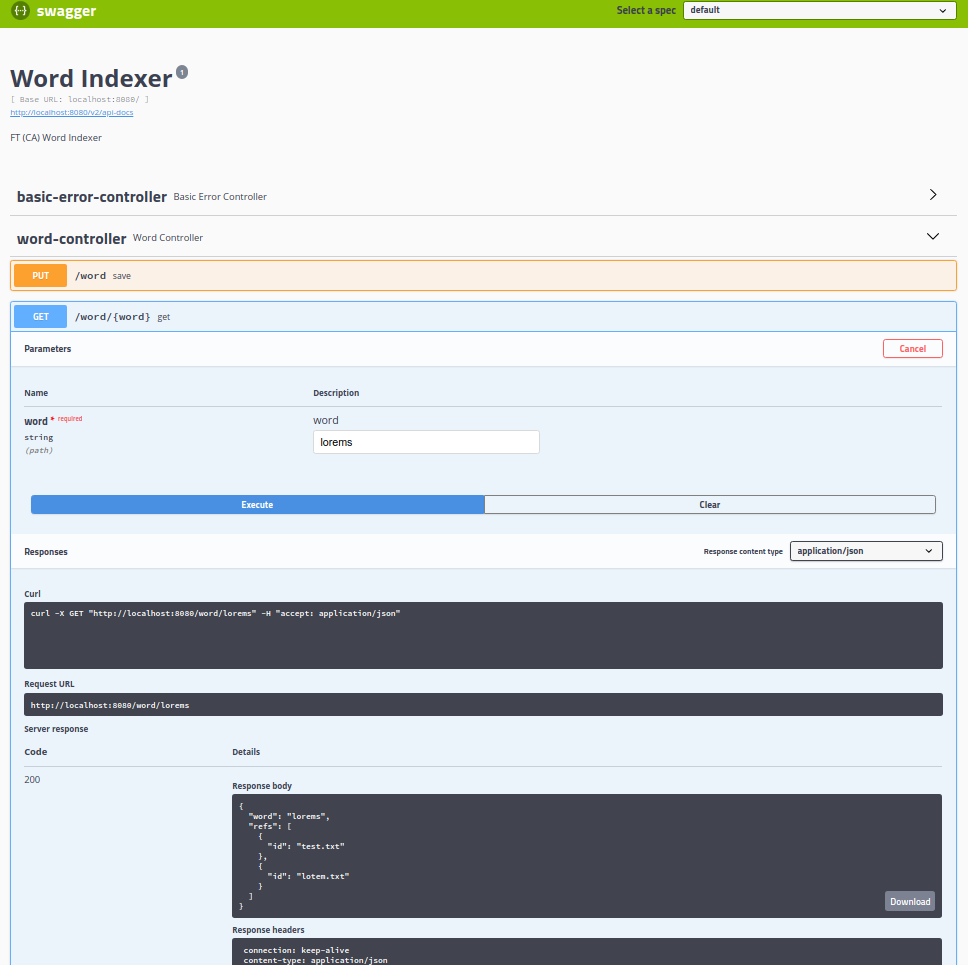 {···} swagger Select a spec default
Word Indexer 1
[ Base URL: localhost:8080/ ]
http://localhost:8080/v2/api-docs
FT (CA) Word Indexer
basic-error-controller Basic Error Controller
word-controller Word Controller
PUT /word save
GET /word/{word} get
Parameters Cancel
Name Description
word * required word
string lorems
(path)
Execute Clear
Responses Response content type application/json
Curl
curl -X GET "http://localhost:8080/word/lorems" -H "accept: application/json"
Request URL
http://localhost:8080/word/lorems
Server response
Code Details
200
Response body
{
"word": "lorems",
"refs": [
{
"id": "test.txt"
},
{
"id": "lotem.txt"
}
]
}
Download
Response headers
connection: keep-alive
content-type: application/json